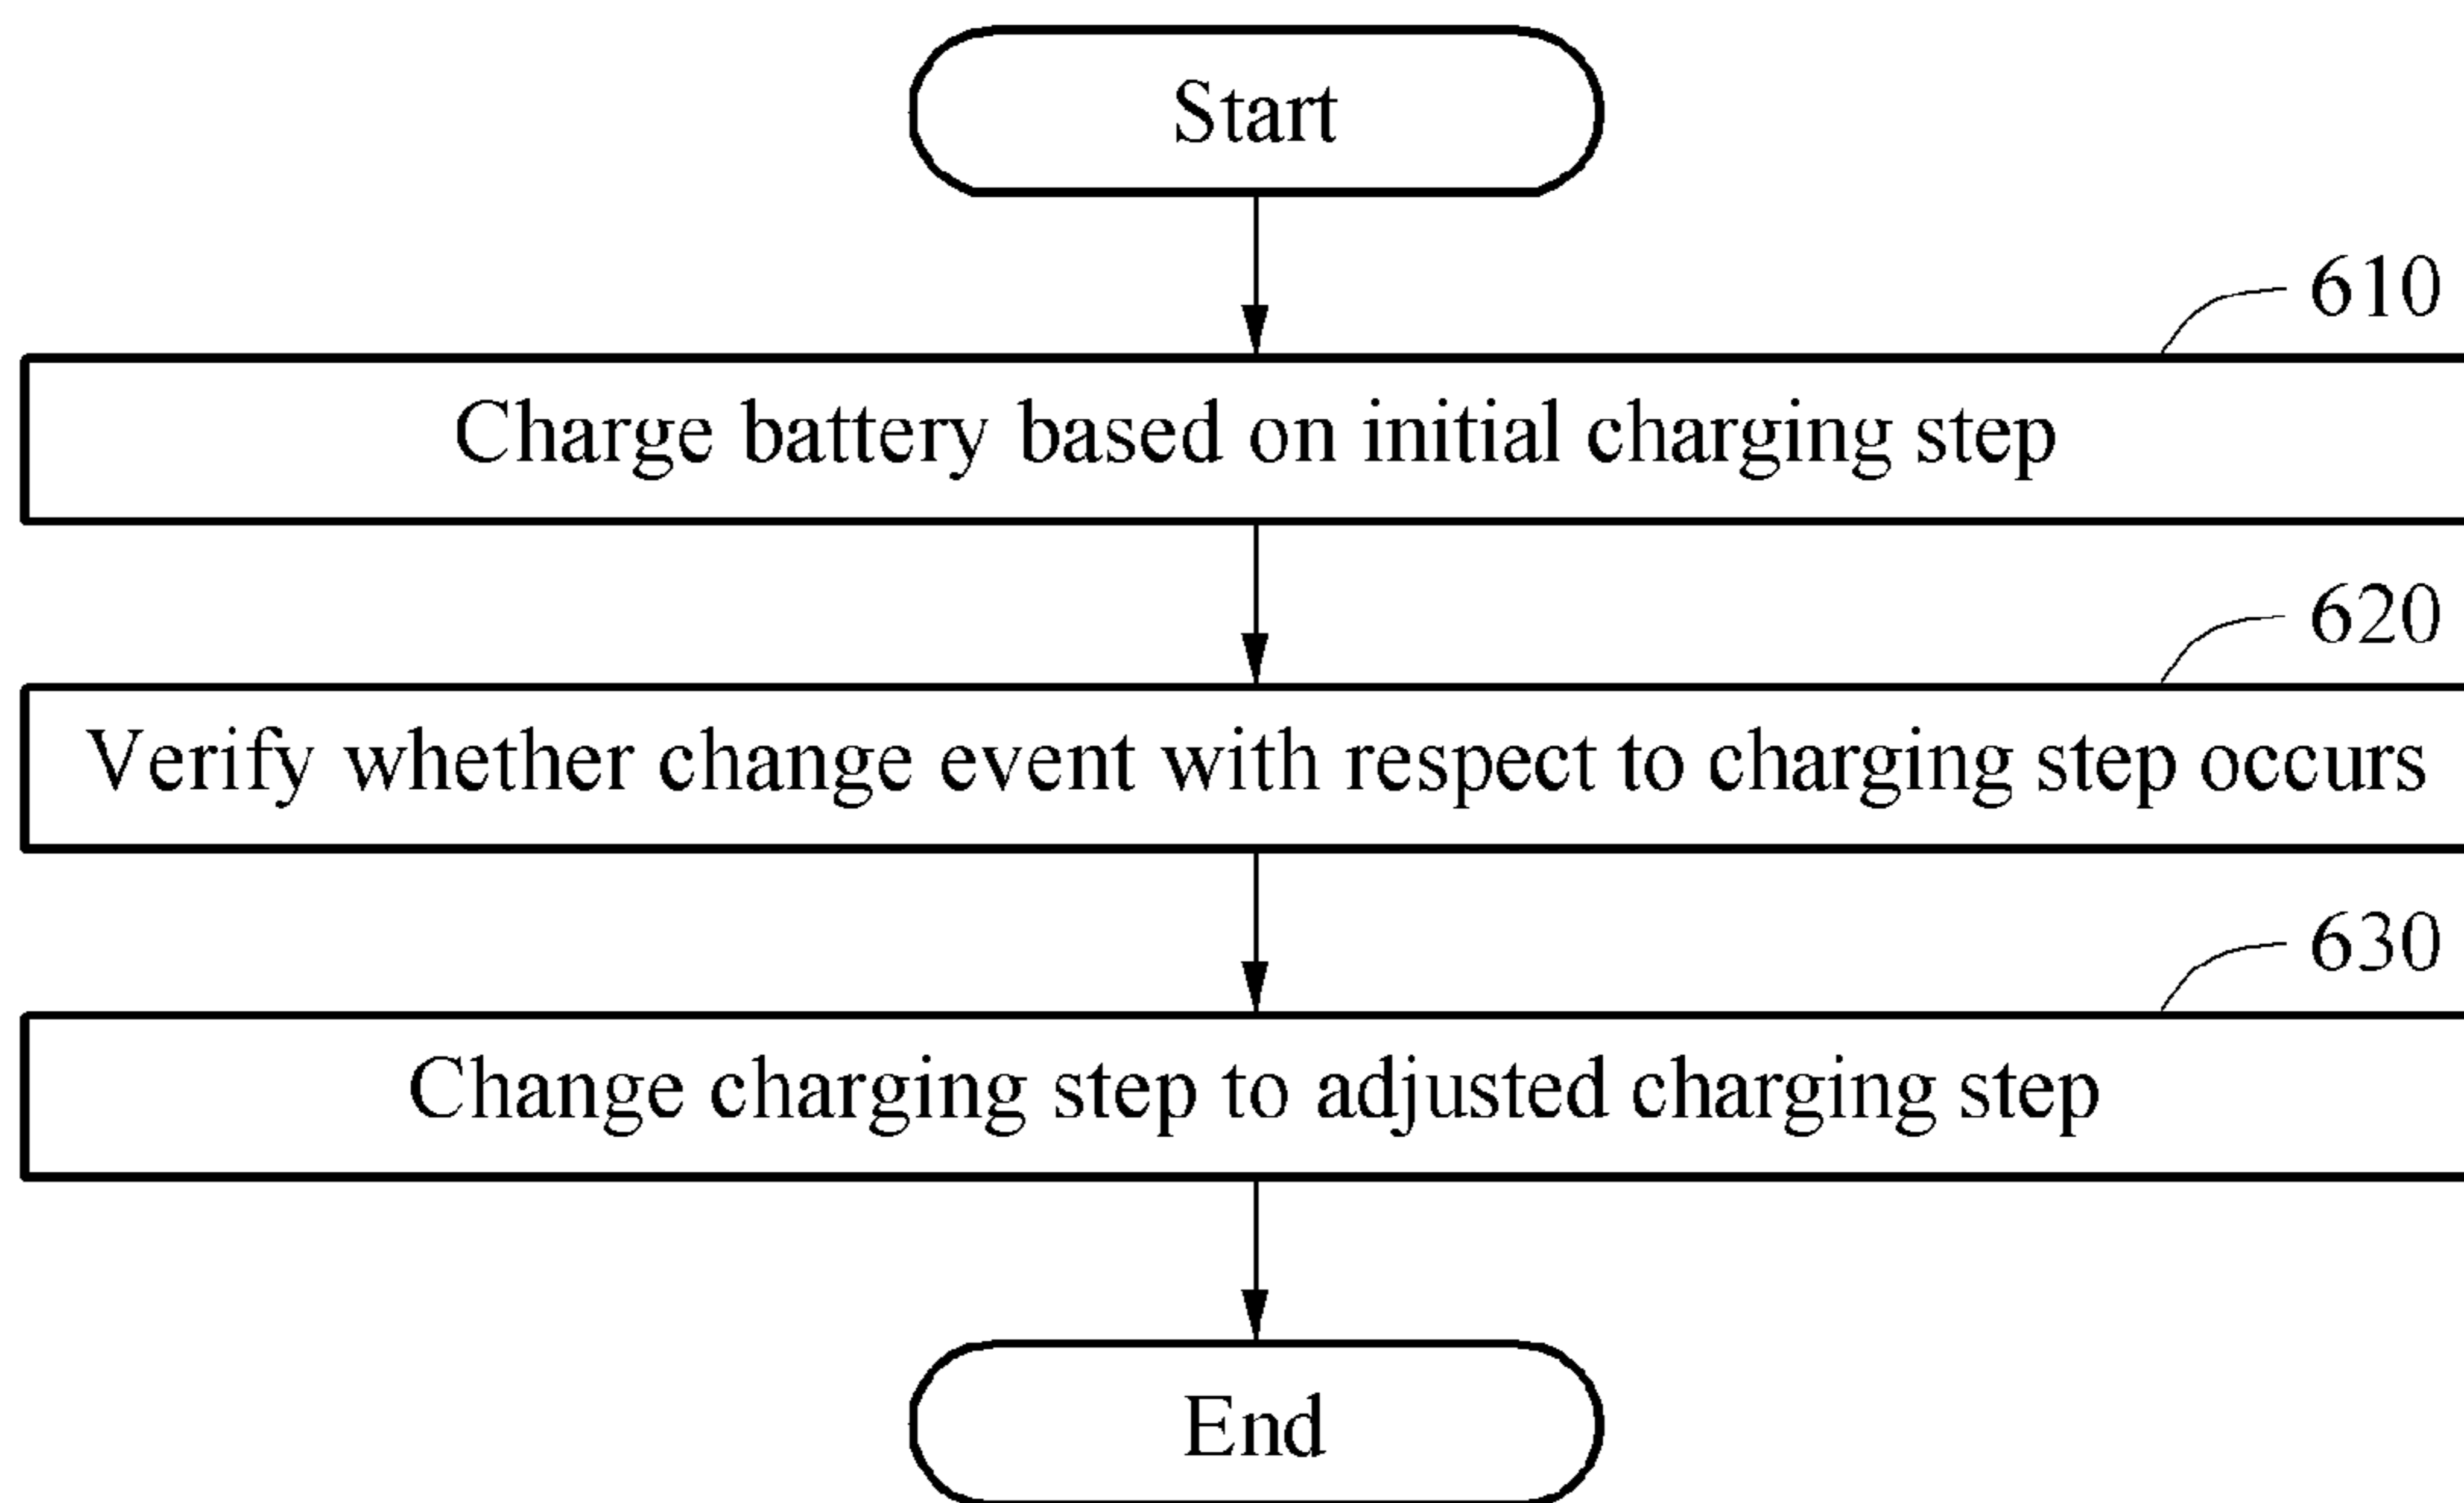 Start
610
Charge battery based on initial charging step
620
Verify whether change event with respect to charging step occurs
630
Change charging step to adjusted charging step
End